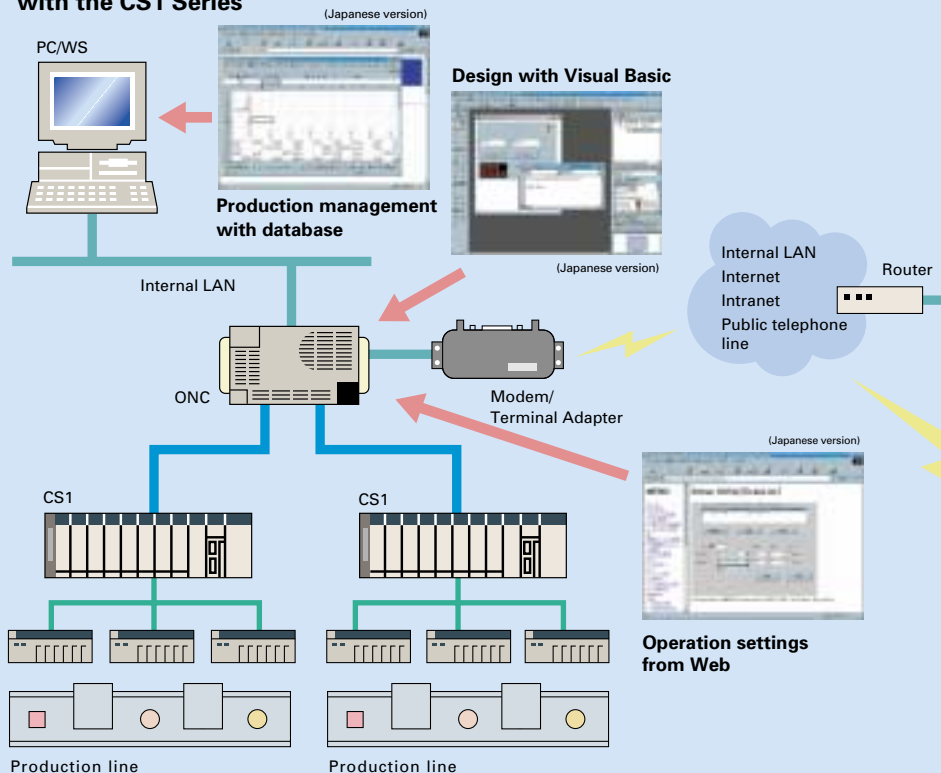 with the CS1 Series
(Japanese version)
PC/WS
Design with Visual Basic
Production management
with database
(Japanese version)
Internal LAN
Internal LAN
Internet
Intranet
Public telephone
line
Router
ONC
Modem/
Terminal Adapter
(Japanese version)
CS1
CS1
Operation settings
from Web
Production line
Production line